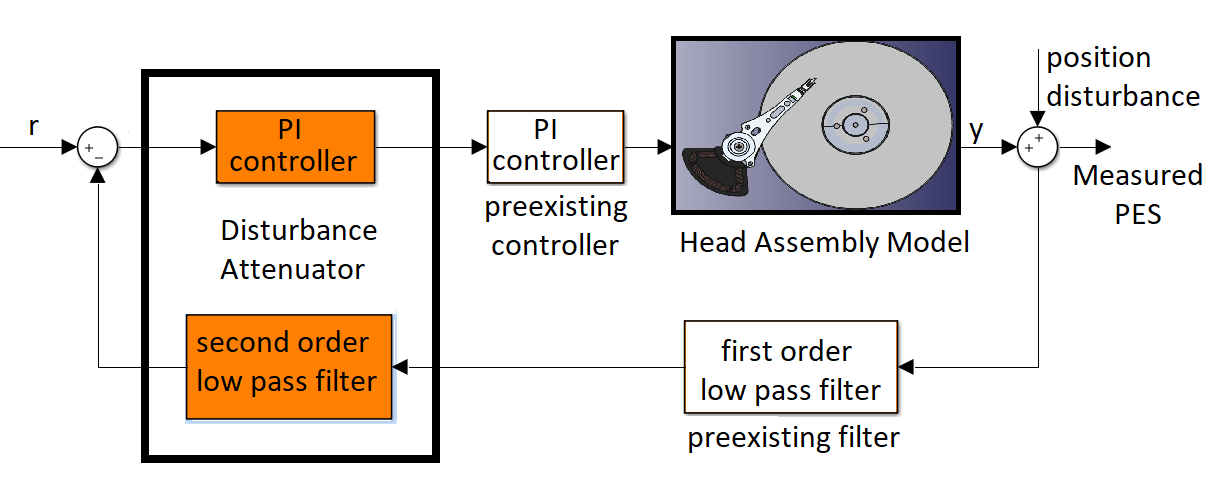 r
+
−
PI
controller
PI
controller
preexisting
controller
Head Assembly Model
y
+
+
position
disturbance
Measured
PES
Disturbance
Attenuator
second order
low pass filter
first order
low pass filter
preexisting filter